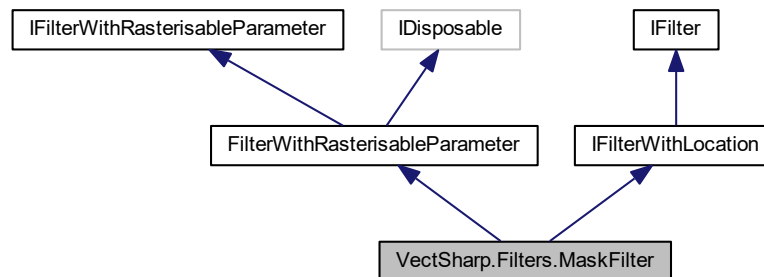 IFilterWithRasterisableParameter
IDisposable
IFilter
FilterWithRasterisableParameter
IFilterWithLocation
VectSharp.Filters.MaskFilter